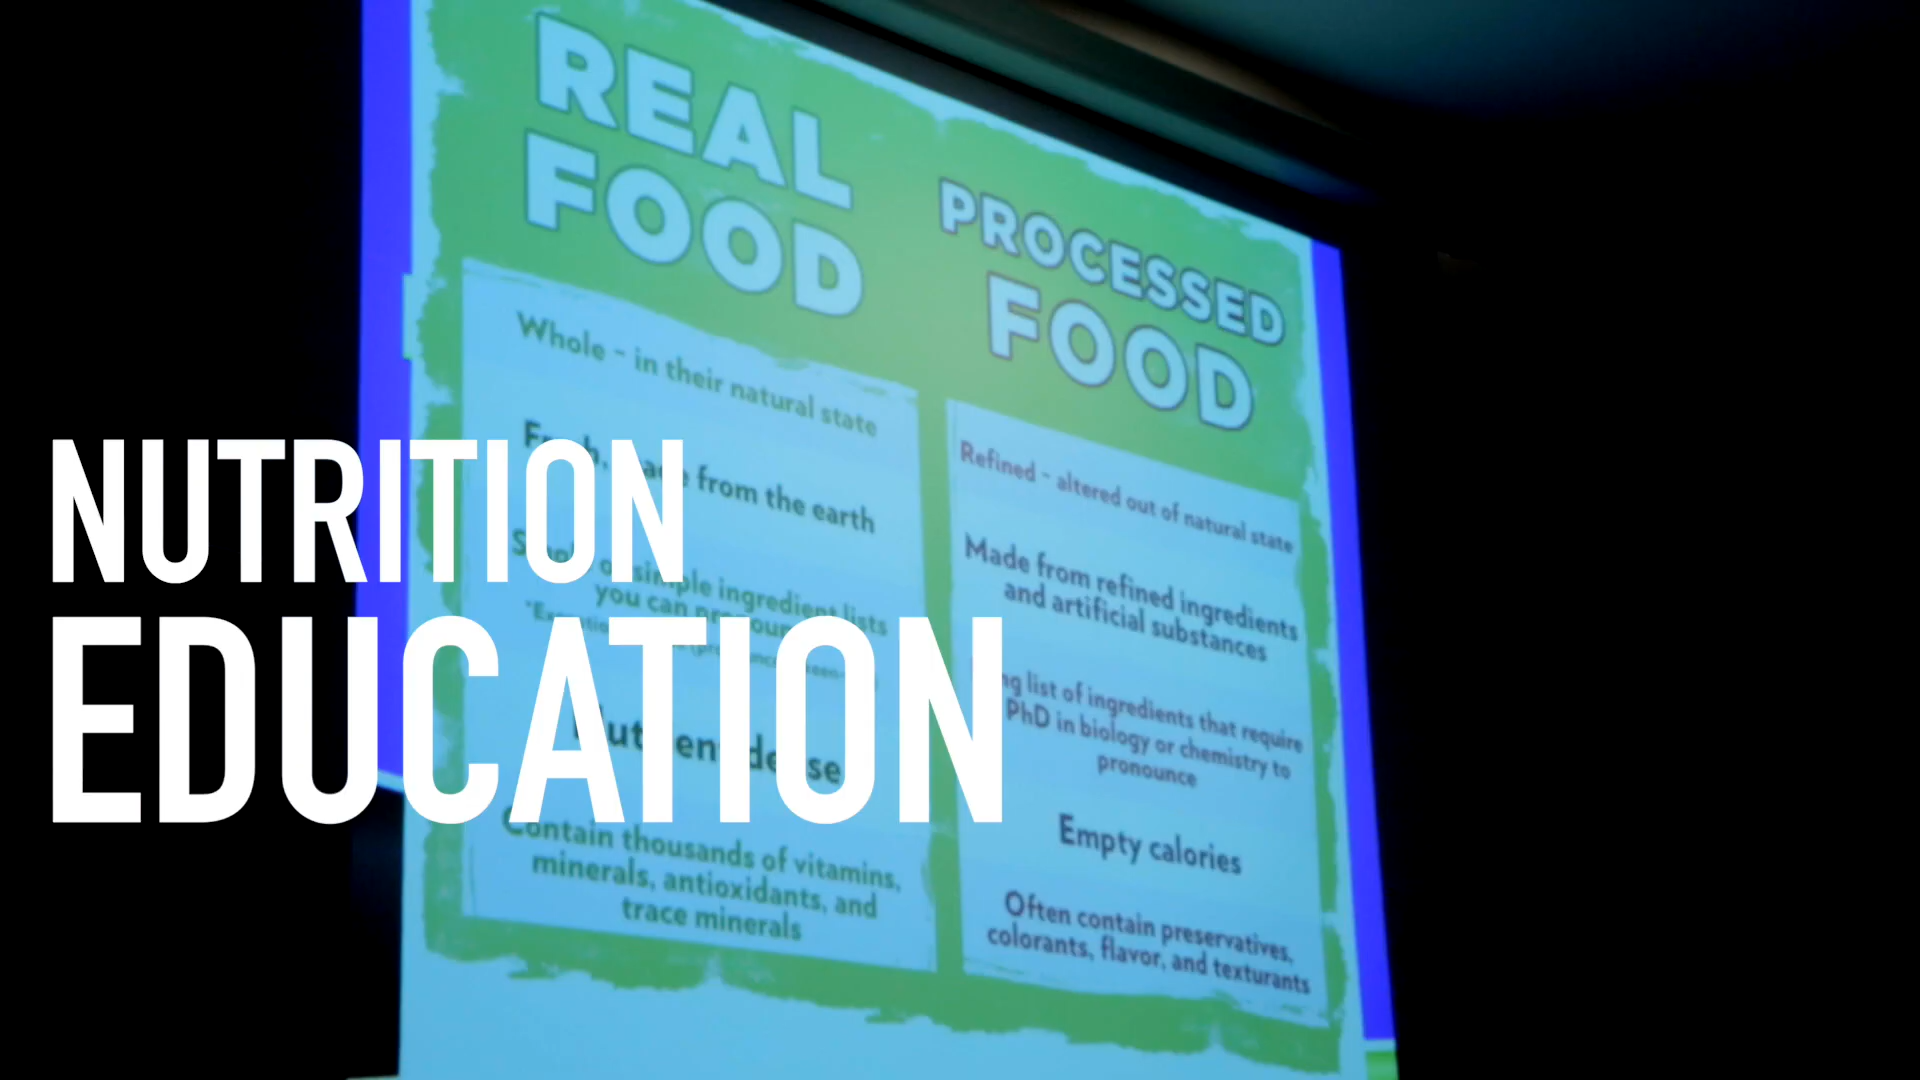 REAL
FOOD
Whole - in their natural state
from the earth
simple ingredient lists
you can
Contain thousands of vitamins,
minerals, antioxidants, and
trace minerals
PROCESSED
FOOD
Refined - altered out of natural state
Made from refined ingredients
and artificial substances
list of ingredients that require
PhD in biology or chemistry to
pronounce
Empty calories
Often contain preservatives,
colorants, flavor, and texturants
NUTRITION
EDUCATION